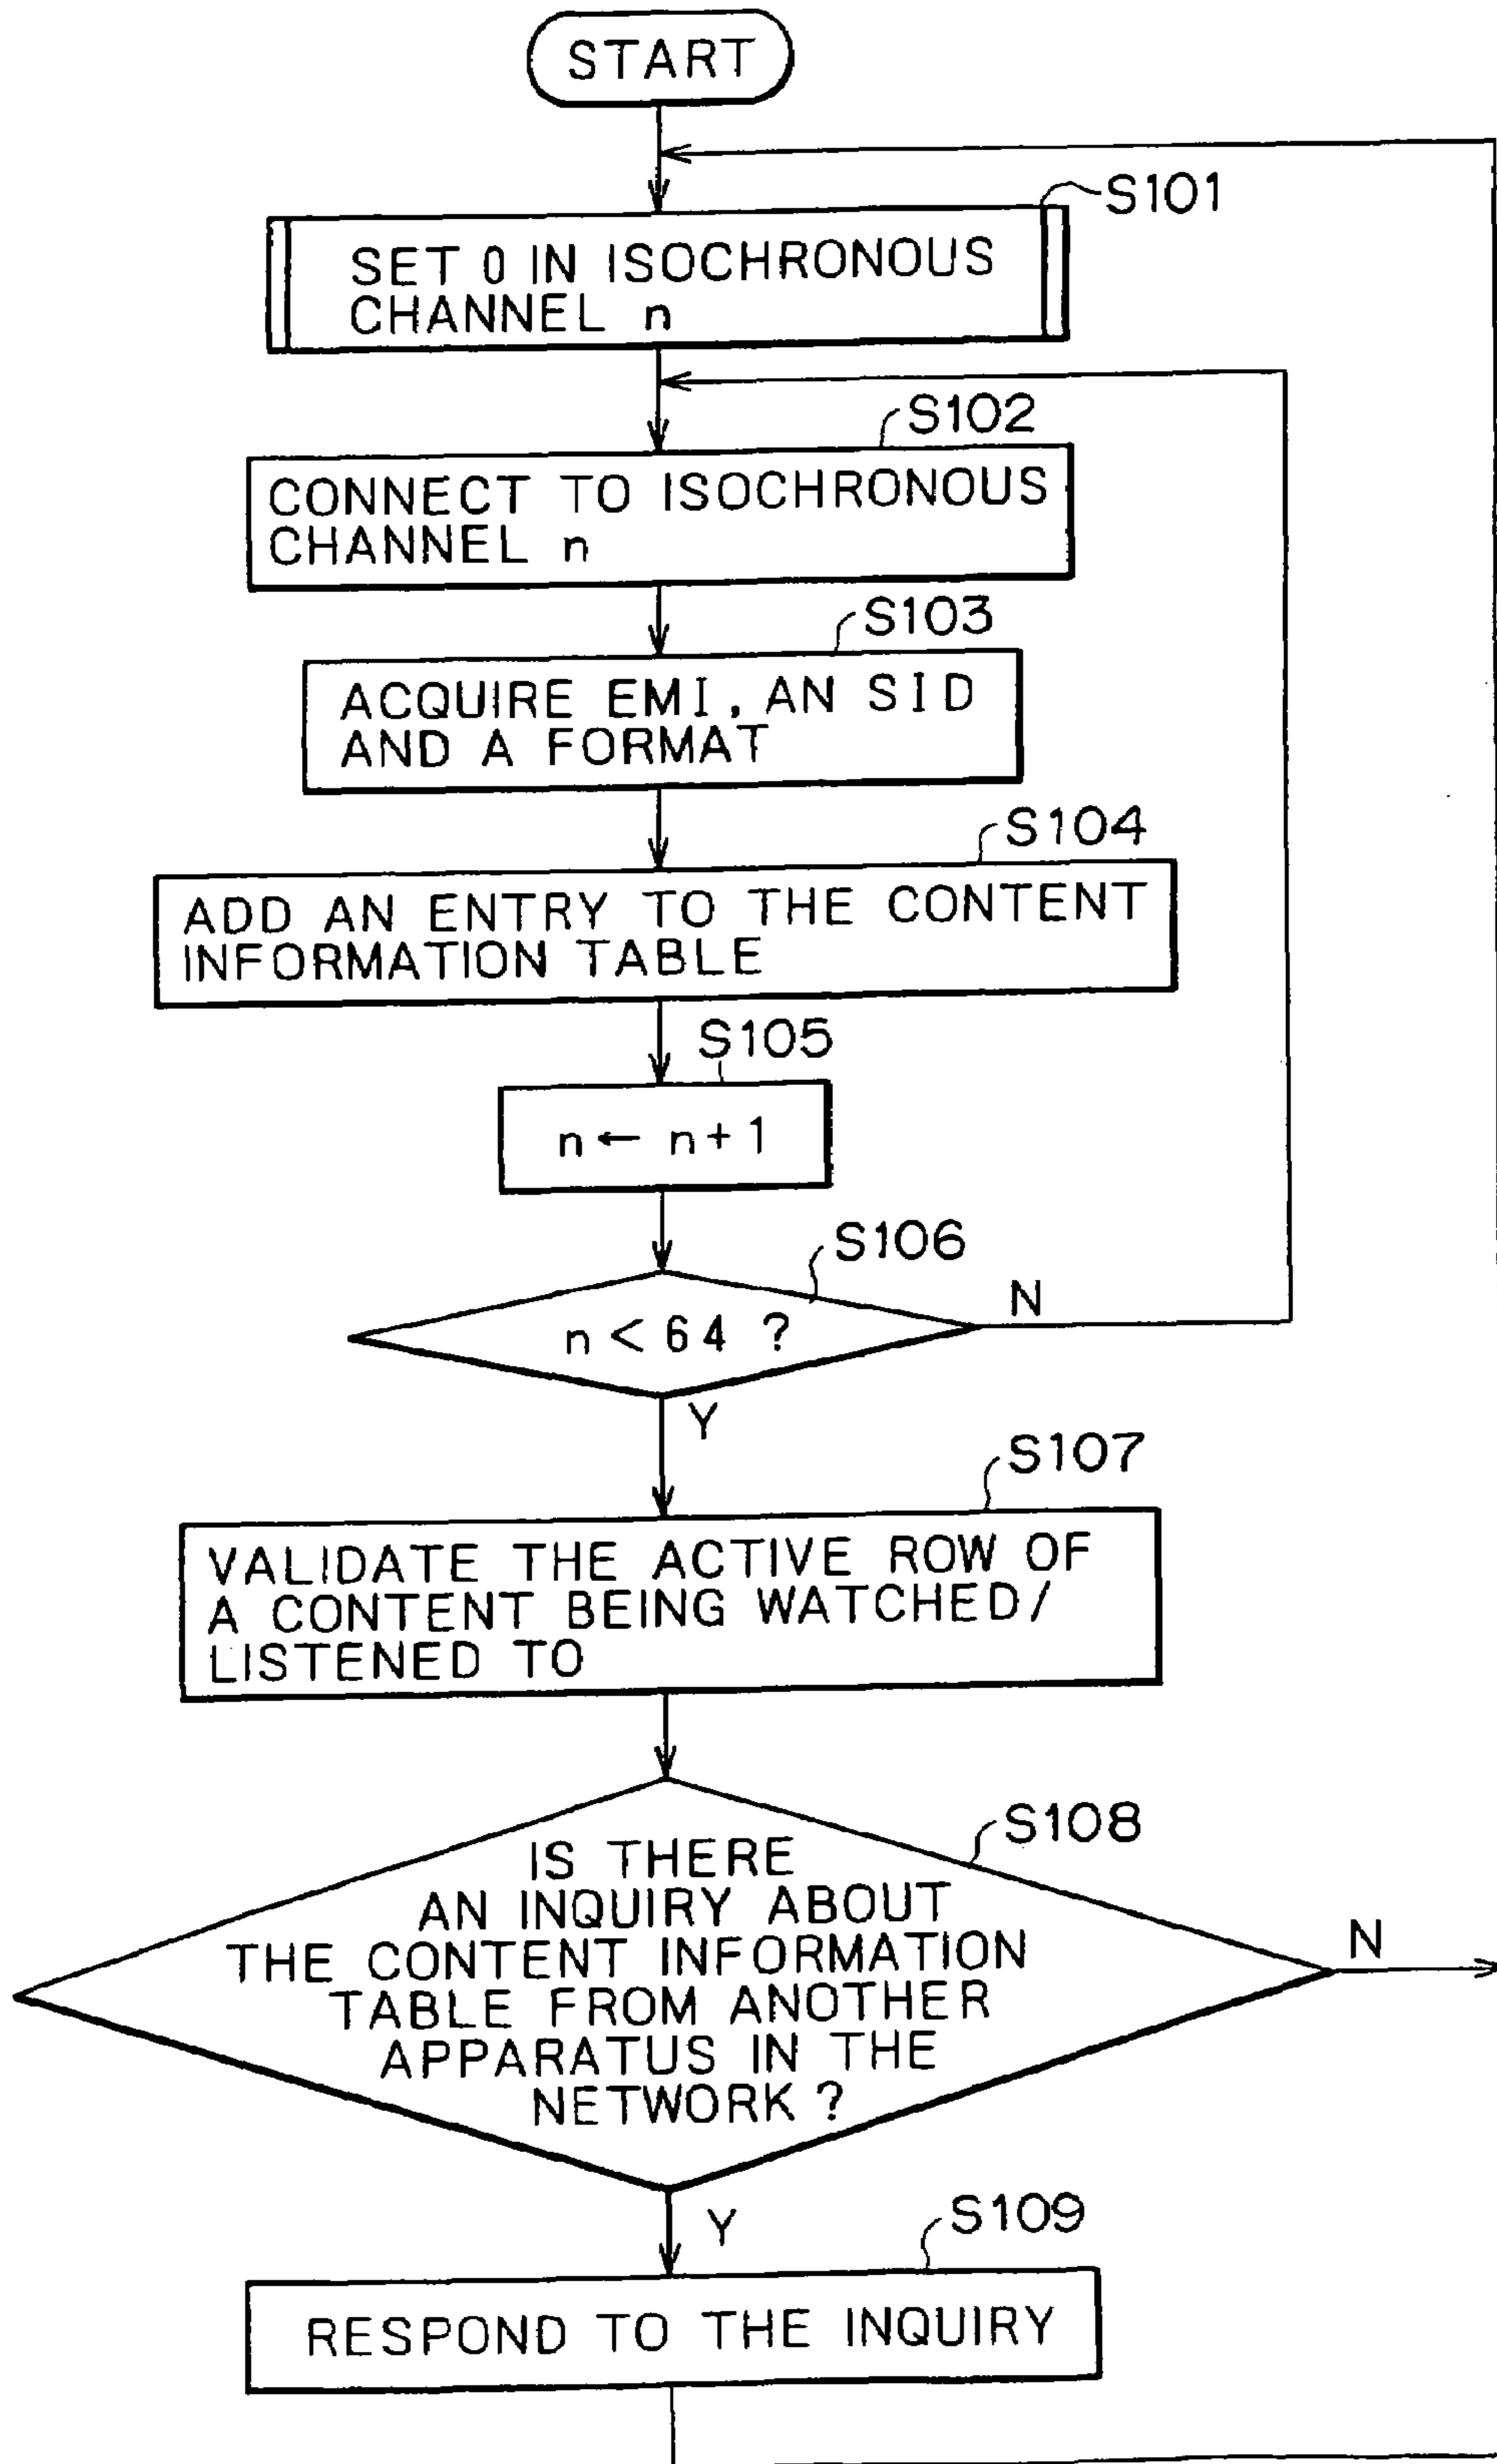 START
S101
SET 0 IN ISOCHRONOUS
CHANNEL n
S102
CONNECT TO ISOCHRONOUS
CHANNEL n
S103
ACQUIRE EMI, AN SID
AND A FORMAT
S104
ADD AN ENTRY TO THE CONTENT
INFORMATION TABLE
S105
n ← n+1
S106
n < 64 ?
N
Y
S107
VALIDATE THE ACTIVE ROW OF
A CONTENT BEING WATCHED/
LISTENED TO
S108
IS THERE
AN INQUIRY ABOUT
THE CONTENT INFORMATION
TABLE FROM ANOTHER
APPARATUS IN THE
NETWORK ?
N
Y
S109
RESPOND TO THE INQUIRY